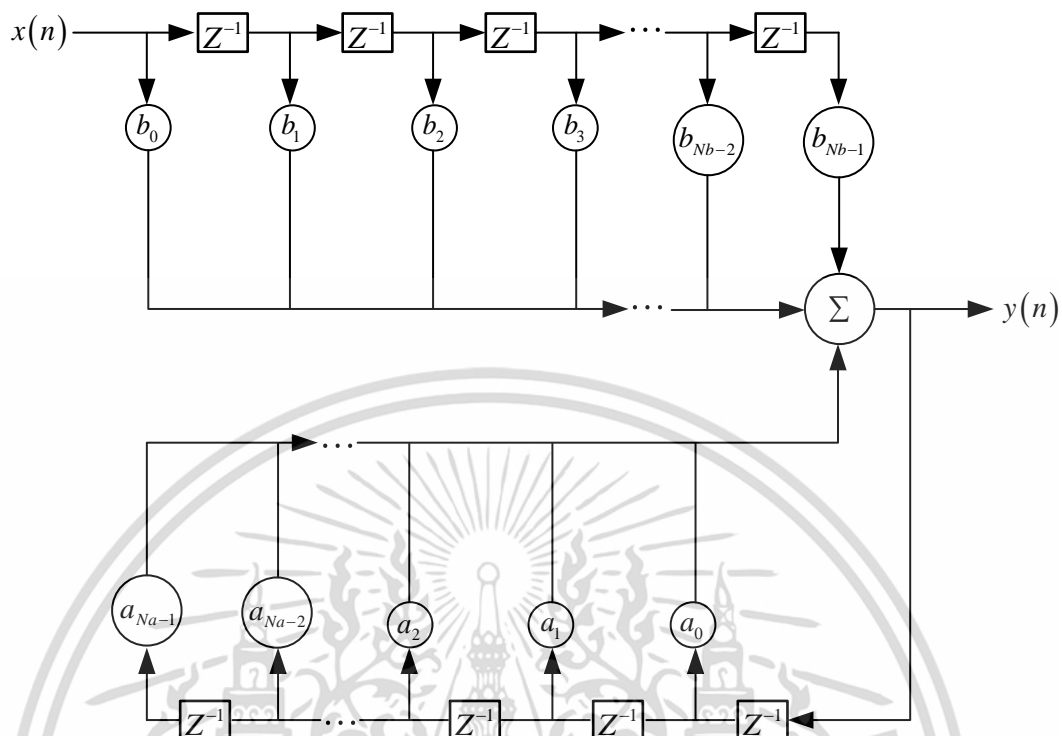 x(n) Z⁻¹ Z⁻¹ Z⁻¹ ··· Z⁻¹
b₀ b₁ b₂ b₃ b_{Nb−2} b_{Nb−1}
··· Σ y(n)
···
a_{Na−1} a_{Na−2} a₂ a₁ a₀
Z⁻¹ ··· Z⁻¹ Z⁻¹ Z⁻¹